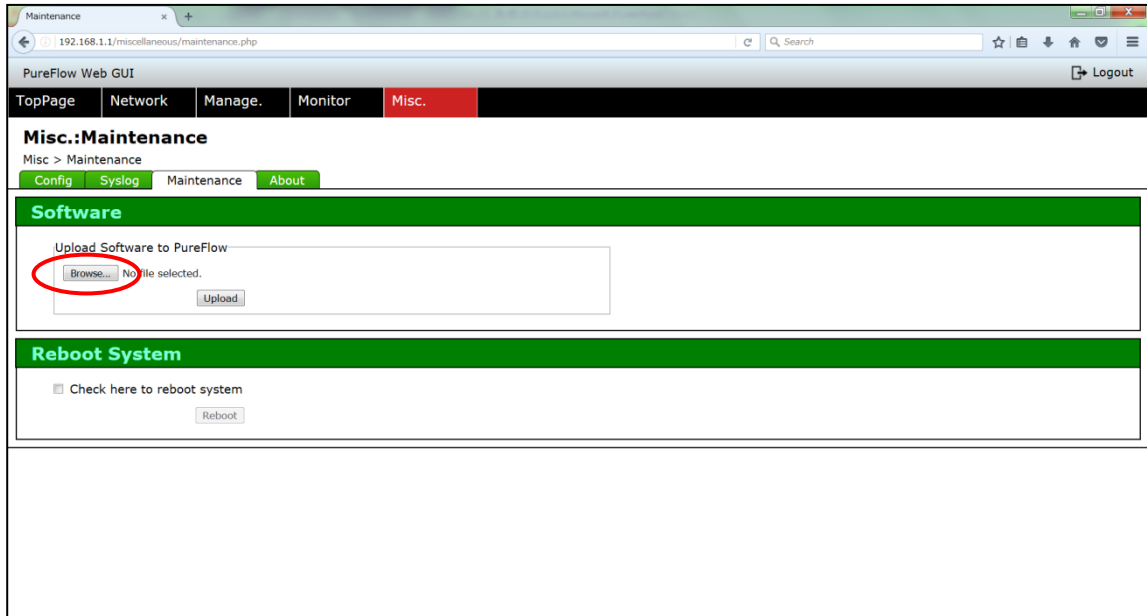 Maintenance × +
192.168.1.1/miscellaneous/maintenance.php Search
PureFlow Web GUI Logout
TopPage Network Manage. Monitor Misc.
Misc.:Maintenance
Misc > Maintenance
Config Syslog Maintenance About
Software
Upload Software to PureFlow
Browse... No file selected.
Upload
Reboot System
Check here to reboot system
Reboot